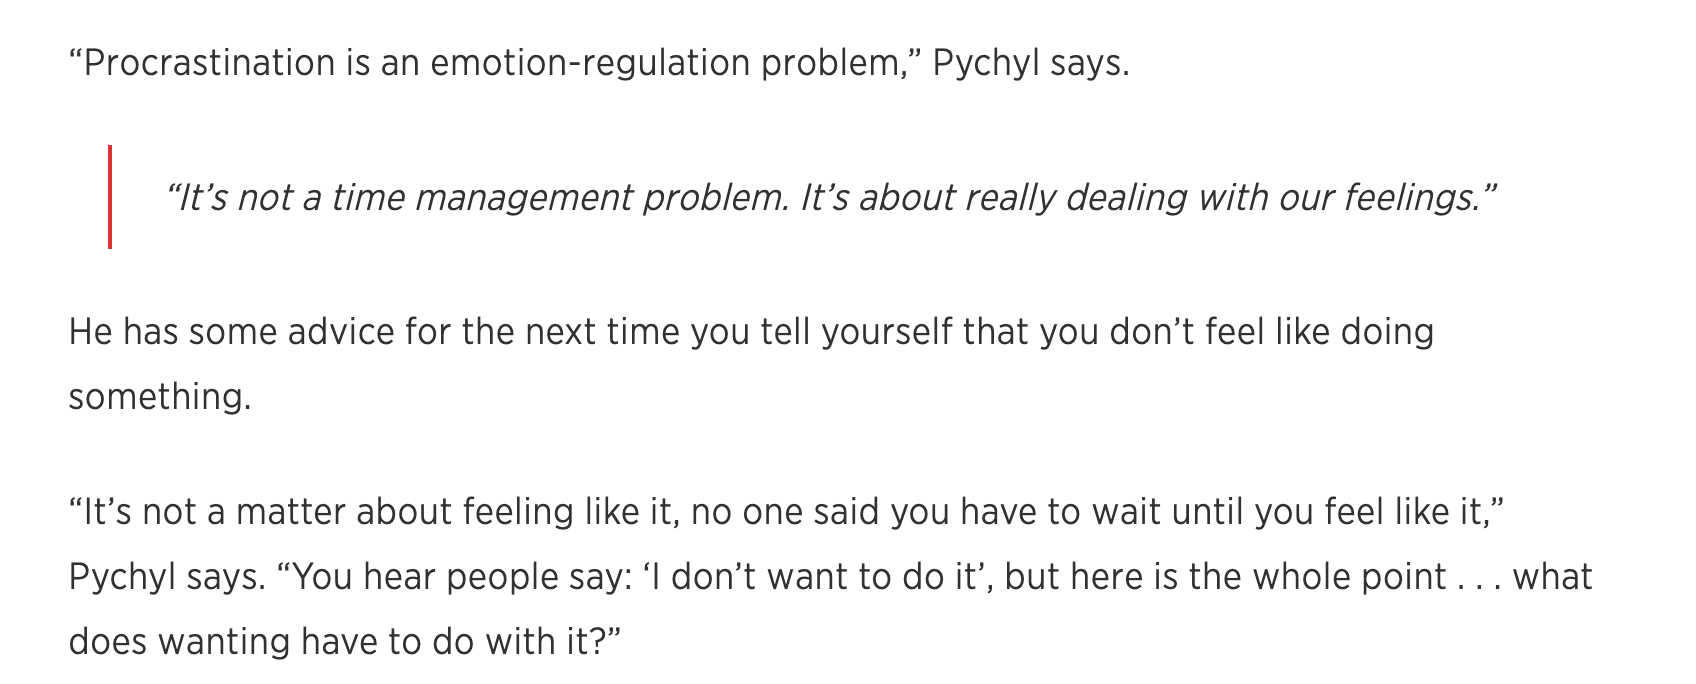 “Procrastination is an emotion-regulation problem,” Pychyl says.
“It’s not a time management problem. It’s about really dealing with our feelings.”
He has some advice for the next time you tell yourself that you don’t feel like doing
something.
“It’s not a matter about feeling like it, no one said you have to wait until you feel like it,”
Pychyl says. “You hear people say: ‘I don’t want to do it’, but here is the whole point . . . what
does wanting have to do with it?”